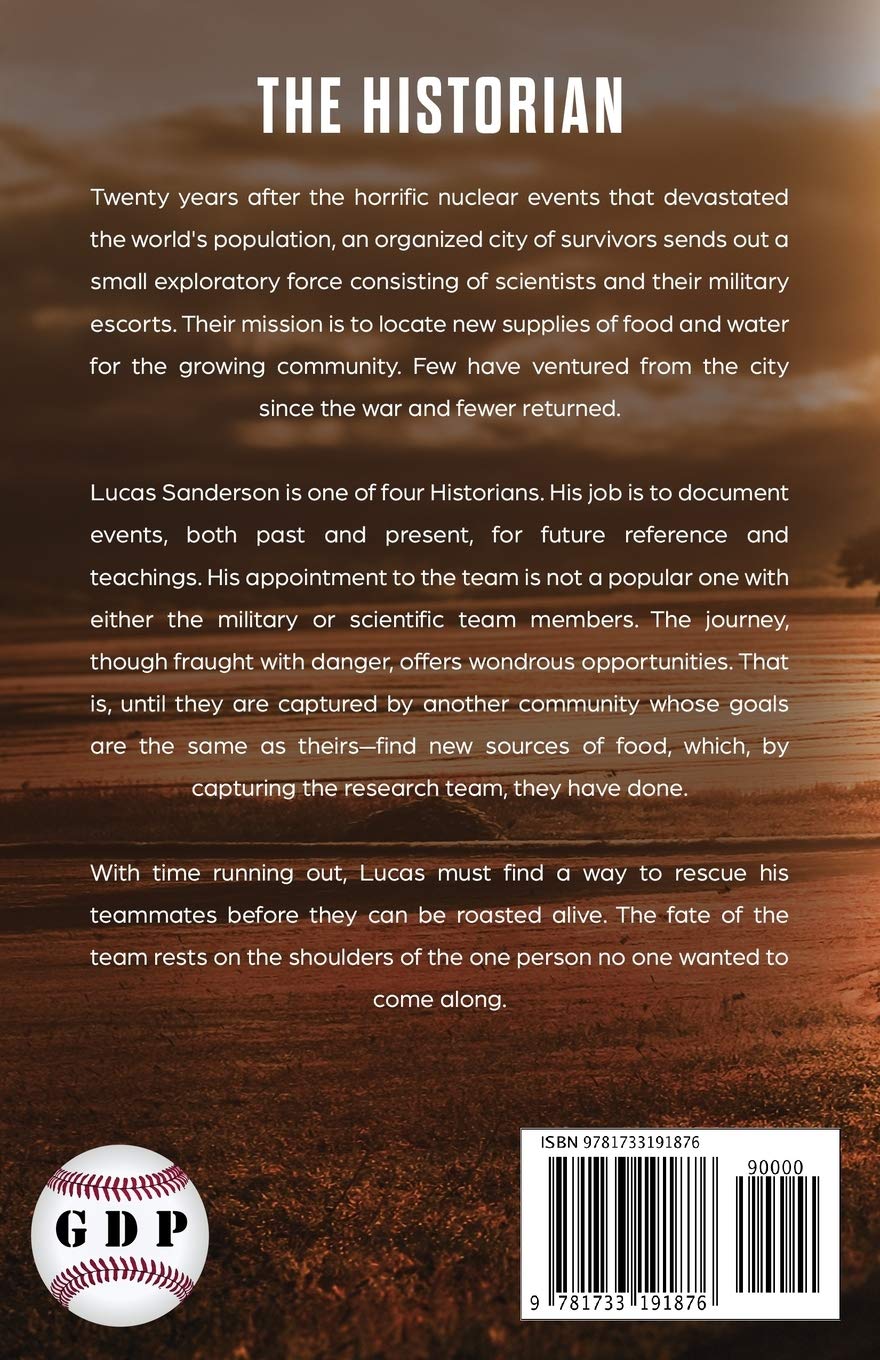 THE HISTORIAN
Twenty years after the horrific nuclear events that devastated
the world's population, an organized city of survivors sends out a
small exploratory force consisting of scientists and their military
escorts. Their mission is to locate new supplies of food and water
for the growing community. Few have ventured from the city
since the war and fewer returned.
Lucas Sanderson is one of four Historians. His job is to document
events, both past and present, for future reference and
teachings. His appointment to the team is not a popular one with
either the military or scientific team members. The journey,
though fraught with danger, offers wondrous opportunities. That
is, until they are captured by another community whose goals
are the same as theirs—find new sources of food, which, by
capturing the research team, they have done.
With time running out, Lucas must find a way to rescue his
teammates before they can be roasted alive. The fate of the
team rests on the shoulders of the one person no one wanted to
come along.
GDP
ISBN 9781733191876
90000
9 781733 191876